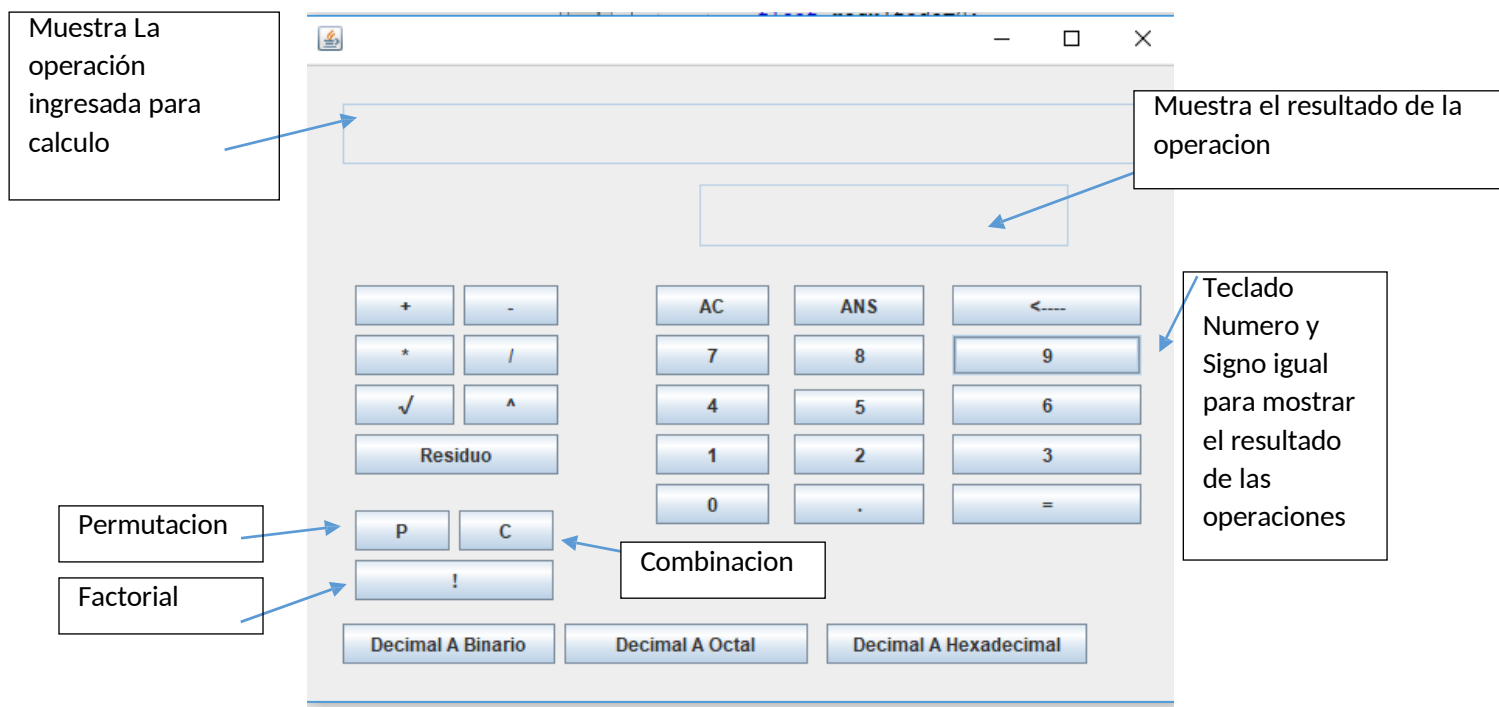 Muestra La
operación
ingresada para
calculo
Muestra el resultado de la
operacion
+ - AC ANS <----
* / 7 8 9
√ ^ 4 5 6
Residuo 1 2 3
0 . =
Teclado
Numero y
Signo igual
para mostrar
el resultado
de las
operaciones
Permutacion
P C
Combinacion
Factorial
!
Decimal A Binario Decimal A Octal Decimal A Hexadecimal